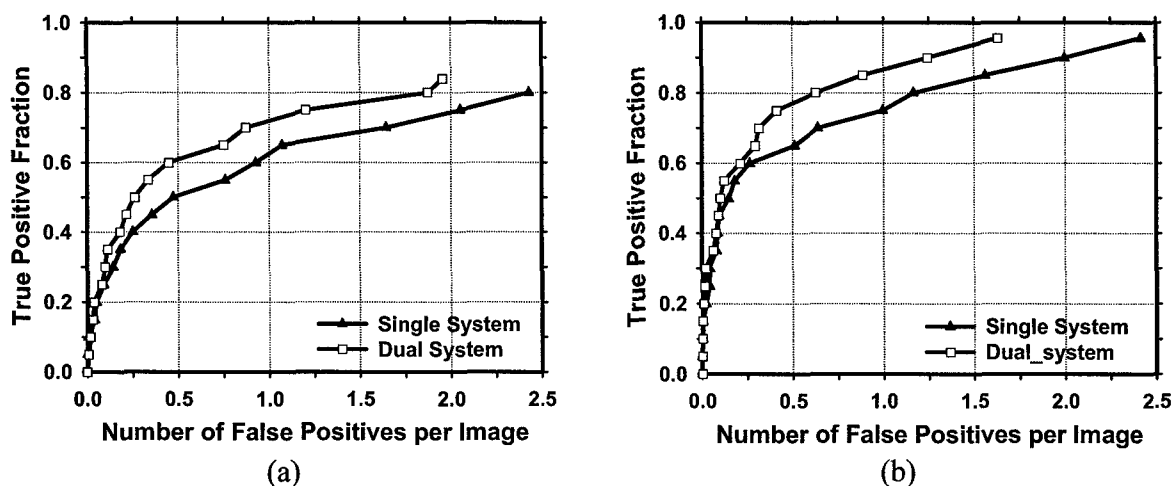 1.0
0.8
0.6
0.4
0.2
0.0
True Positive Fraction
Single System
Dual System
0.0 0.5 1.0 1.5 2.0 2.5
Number of False Positives per Image
(a)
1.0
0.8
0.6
0.4
0.2
0.0
True Positive Fraction
Single System
Dual_system
0.0 0.5 1.0 1.5 2.0 2.5
Number of False Positives per Image
(b)